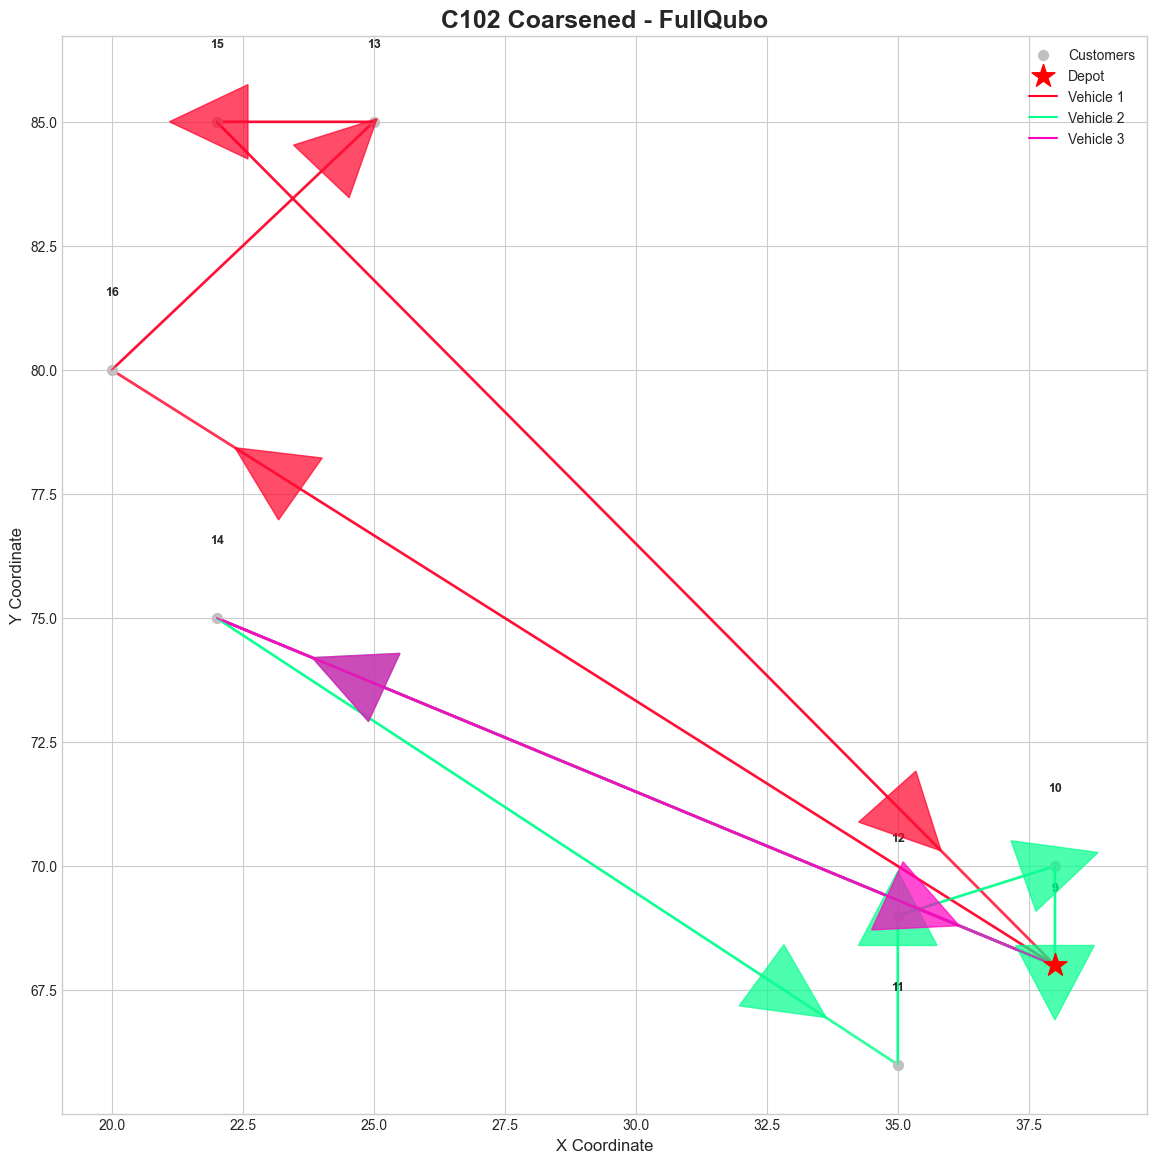 C102 Coarsened - FullQubo
15
13
Customers
Depot
Vehicle 1
Vehicle 2
Vehicle 3
85.0
82.5
16
80.0
77.5
14
75.0
72.5
10
12
70.0
9
11
67.5
Y Coordinate
20.0 22.5 25.0 27.5 30.0 32.5 35.0 37.5
X Coordinate